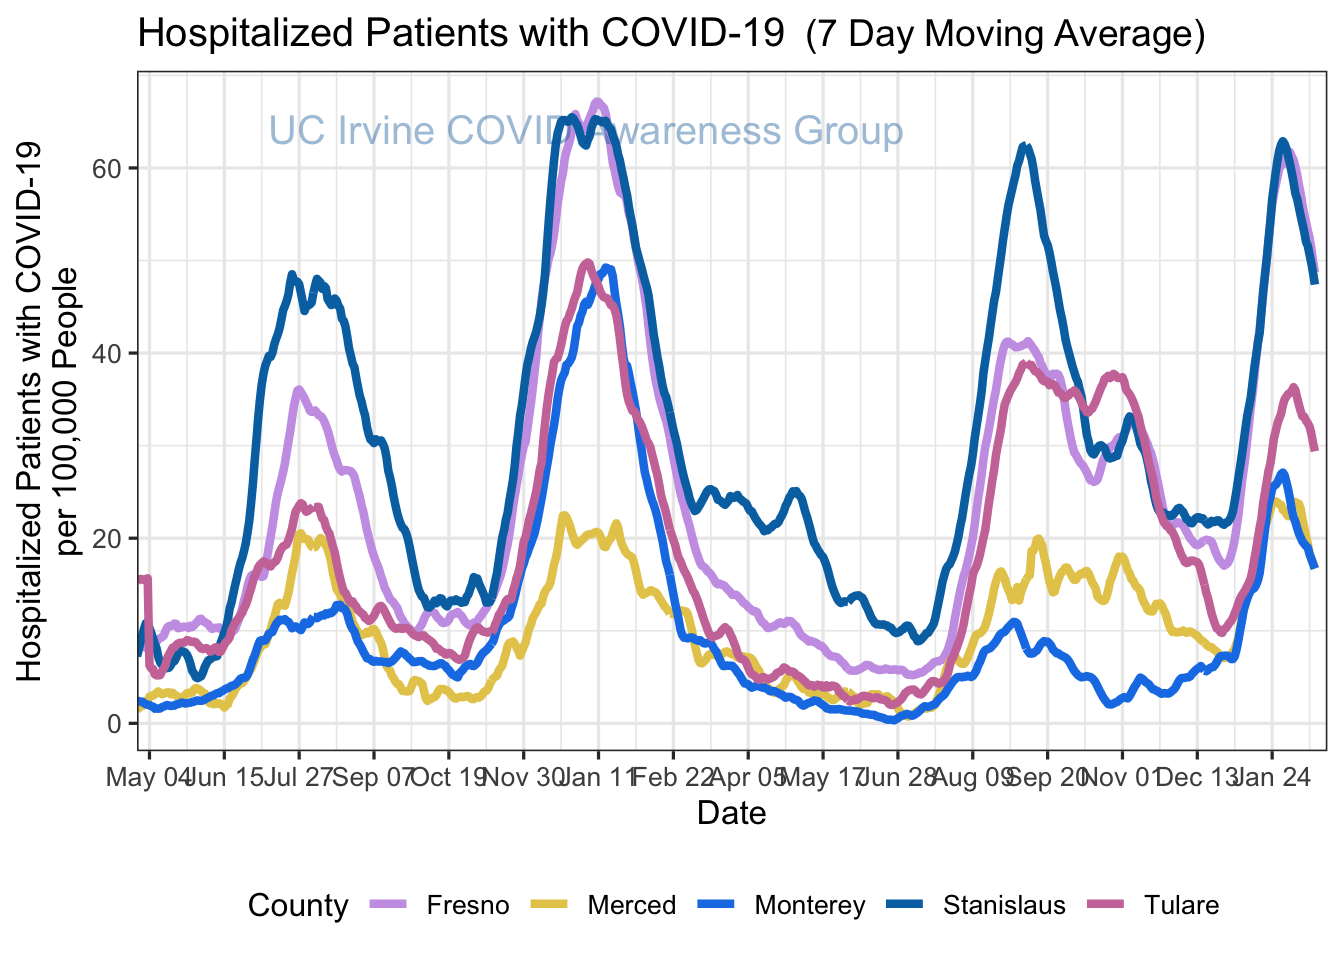 Hospitalized Patients with COVID-19 (7 Day Moving Average)
UC Irvine COVID Awareness Group
Hospitalized Patients with COVID-19
per 100,000 People
60
40
20
0
May 04 Jun 15 Jul 27 Sep 07 Oct 19 Nov 30 Jan 11 Feb 22 Apr 05 May 17 Jun 28 Aug 09 Sep 20 Nov 01 Dec 13 Jan 24
Date
County Fresno Merced Monterey Stanislaus Tulare